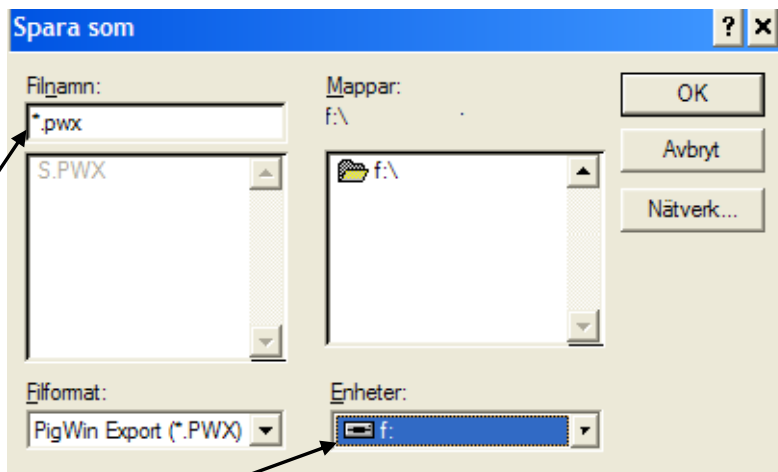 Spara som
Filnamn:
*.pwx
S.PWX
Mappar:
f:\
f:\
OK
Avbryt
Nätverk...
Filformat:
PigWin Export (*.PWX)
Enheter:
f: